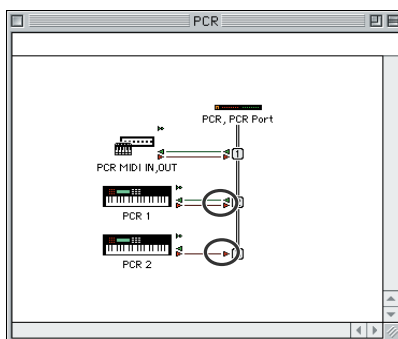 PCR
PCR, PCR Port
1
PCR MIDI IN,OUT
PCR 1
PCR 2